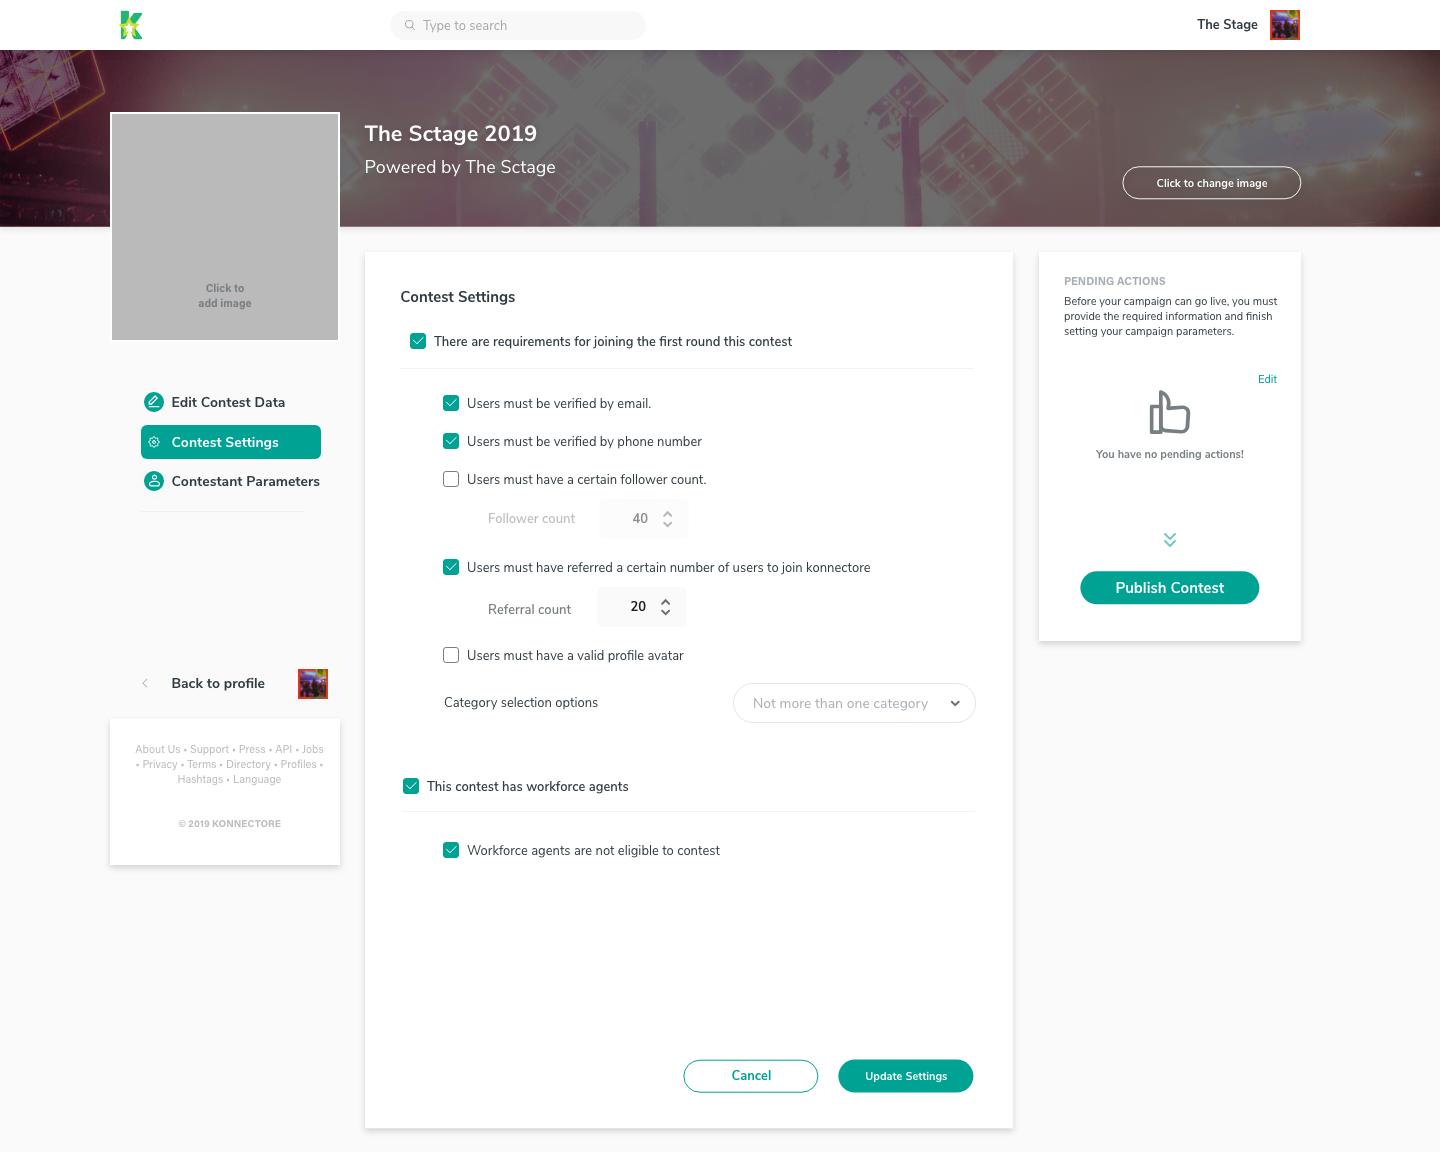 K
Type to search
The Stage
The Sctage 2019
Powered by The Sctage
Click to change image
Click to
add image
Edit Contest Data
Contest Settings
Contestant Parameters
Back to profile
About Us • Support • Press • API • Jobs
• Privacy • Terms • Directory • Profiles •
Hashtags • Language
© 2019 KONNECTORE
Contest Settings
There are requirements for joining the first round this contest
Users must be verified by email.
Users must be verified by phone number
Users must have a certain follower count.
Follower count 40
Users must have referred a certain number of users to join konnectore
Referral count 20
Users must have a valid profile avatar
Category selection options Not more than one category
This contest has workforce agents
Workforce agents are not eligible to contest
Cancel Update Settings
PENDING ACTIONS
Before your campaign can go live, you must
provide the required information and finish
setting your campaign parameters.
Edit
You have no pending actions!
Publish Contest